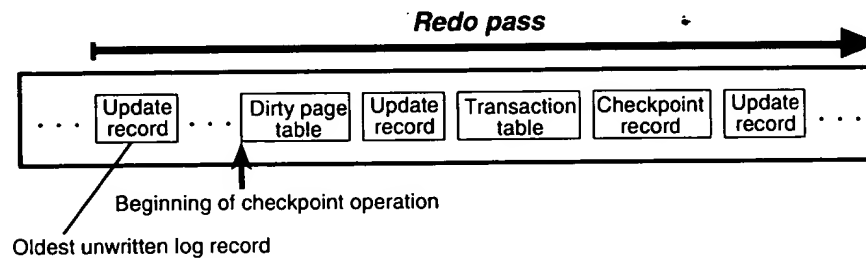 Redo pass
. . . Update record . . . Dirty page table Update record Transaction table Checkpoint record Update record . . .
Beginning of checkpoint operation
Oldest unwritten log record